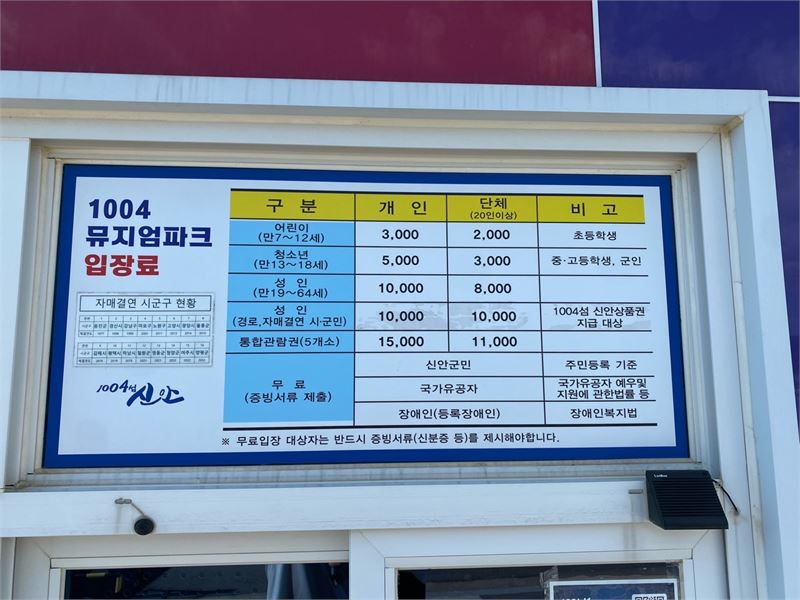 1004
뮤지엄파크
입장료
자매결연 시군구 현황
구 분 개 인 단체 (20인이상) 비 고
어린이 (만7~12세) 3,000 2,000 초등학생
청소년 (만13~18세) 5,000 3,000 중·고등학생, 군인
성 인 (만19~64세) 10,000 8,000
성 인 (경로,자매결연 시·군민) 10,000 10,000 1004섬 신안상품권 지급 대상
통합관람권(5개소) 15,000 11,000
무 료 (증빙서류 제출) 신안군민 주민등록 기준
국가유공자 국가유공자 예우및 지원에 관한법률 등
장애인(등록장애인) 장애인복지법
1004섬 신안
※ 무료입장 대상자는 반드시 증빙서류(신분증 등)를 제시해야합니다.